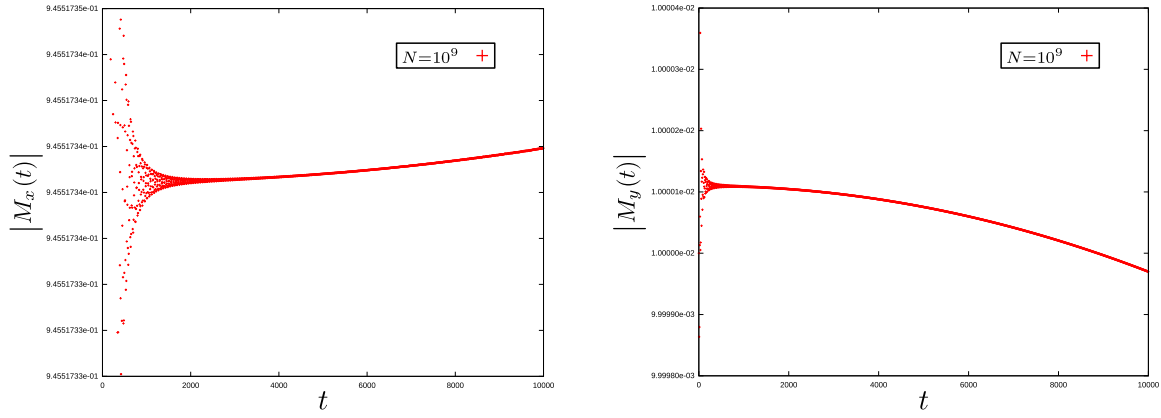 9.4551735e-01
9.4551734e-01
9.4551734e-01
9.4551734e-01
9.4551734e-01
9.4551734e-01
9.4551733e-01
9.4551733e-01
9.4551733e-01
|M_x(t)|
N=10^9 +
0 2000 4000 6000 8000 10000
t
1.00004e-02
1.00003e-02
1.00002e-02
1.00001e-02
1.00000e-02
9.99990e-03
9.99980e-03
|M_y(t)|
N=10^9 +
0 2000 4000 6000 8000 10000
t